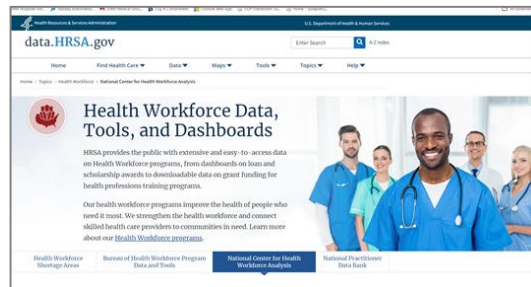 Health Resources & Services Administration
U.S. Department of Health & Human Services
data.HRSA.gov
Enter Search
A-Z Index
Home
Find Health Care
Data
Maps
Tools
Topics
Help
Home > Topics > Health Workforce > National Center for Health Workforce Analysis
Health Workforce Data,
Tools, and Dashboards
HRSA provides the public with extensive and easy-to-access data
on Health Workforce programs, from dashboards on loan and
scholarship awards to downloadable data on grant funding for
health professions training programs.
Our health workforce programs improve the health of people who
need it most. We strengthen the health workforce and connect
skilled health care providers to communities in need. Learn more
about our Health Workforce programs.
Health Workforce
Shortage Areas
Bureau of Health Workforce Program
Data and Tools
National Center for Health
Workforce Analysis
National Practitioner
Data Bank